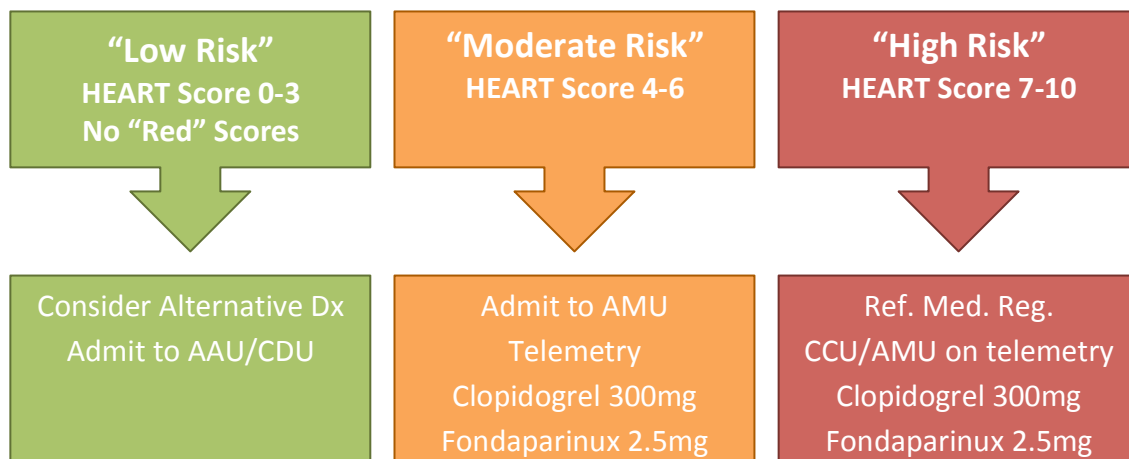 “Low Risk”
HEART Score 0-3
No “Red” Scores
“Moderate Risk”
HEART Score 4-6
“High Risk”
HEART Score 7-10
Consider Alternative Dx
Admit to AAU/CDU
Admit to AMU
Telemetry
Clopidogrel 300mg
Fondaparinux 2.5mg
Ref. Med. Reg.
CCU/AMU on telemetry
Clopidogrel 300mg
Fondaparinux 2.5mg